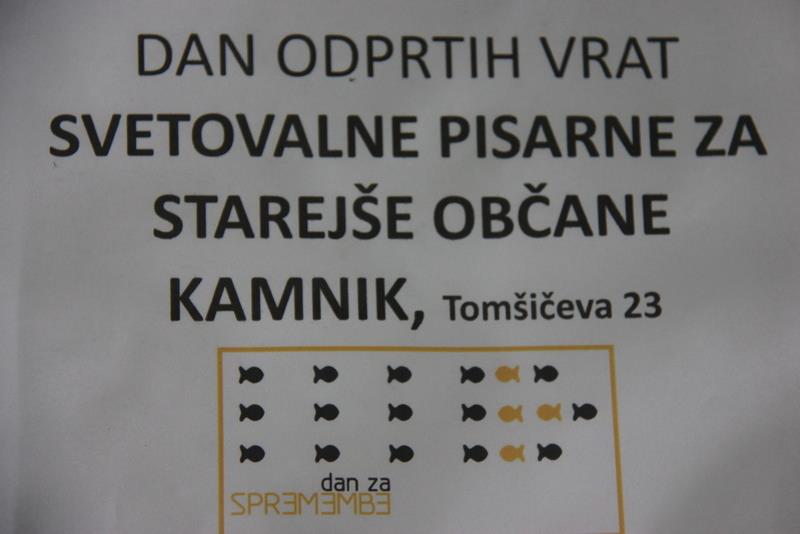 DAN ODPRTIH VRAT
SVETOVALNE PISARNE ZA
STAREJŠE OBČANE
KAMNIK, Tomšičeva 23
dan za
SPREMEMBE